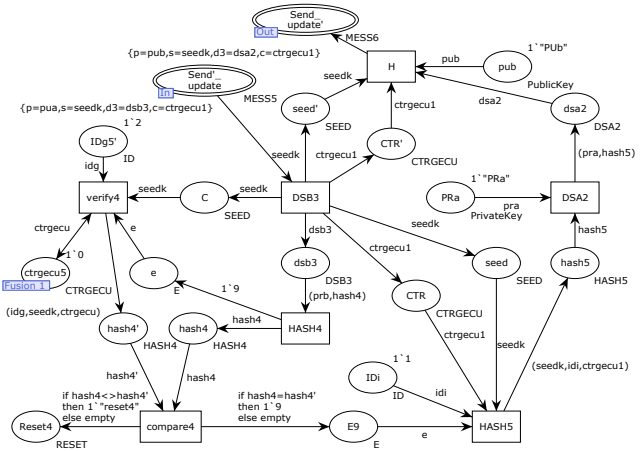 Send_
update'
Out
MESS6
{p=pub,s=seedk,d3=dsa2,c=ctrgecu1}
Send'_
update
In
MESS5
{p=pua,s=seedk,d3=dsb3,c=ctrgecu1}
H
pub
pub
1`"PUb"
PublicKey
seedk
seed'
SEED
ctrgecu1
CTR'
CTRGECU
dsa2
dsa2
DSA2
(pra,hash5)
1`2
IDg5'
ID
idg
seedk
ctrgecu1
1`"PRa"
PRa
pra
PrivateKey
DSA2
verify4
seedk
C
SEED
seedk
DSB3
hash5
ctrgecu
e
dsb3
seedk
1`0
ctrgecu5
Fusion 1
CTRGECU
e
E
dsb3
DSB3
(prb,hash4)
ctrgecu1
seed
SEED
hash5
HASH5
1`9
CTR
CTRGECU
ctrgecu1
(idg,seedk,ctrgecu)
hash4'
HASH4
hash4
HASH4
hash4
HASH4
seedk
(seedk,idi,ctrgecu1)
hash4'
hash4
1`1
IDi
ID
idi
if hash4<>hash4'
then 1`"reset4"
else empty
if hash4=hash4'
then 1`9
else empty
Reset4
RESET
compare4
E9
E
e
HASH5